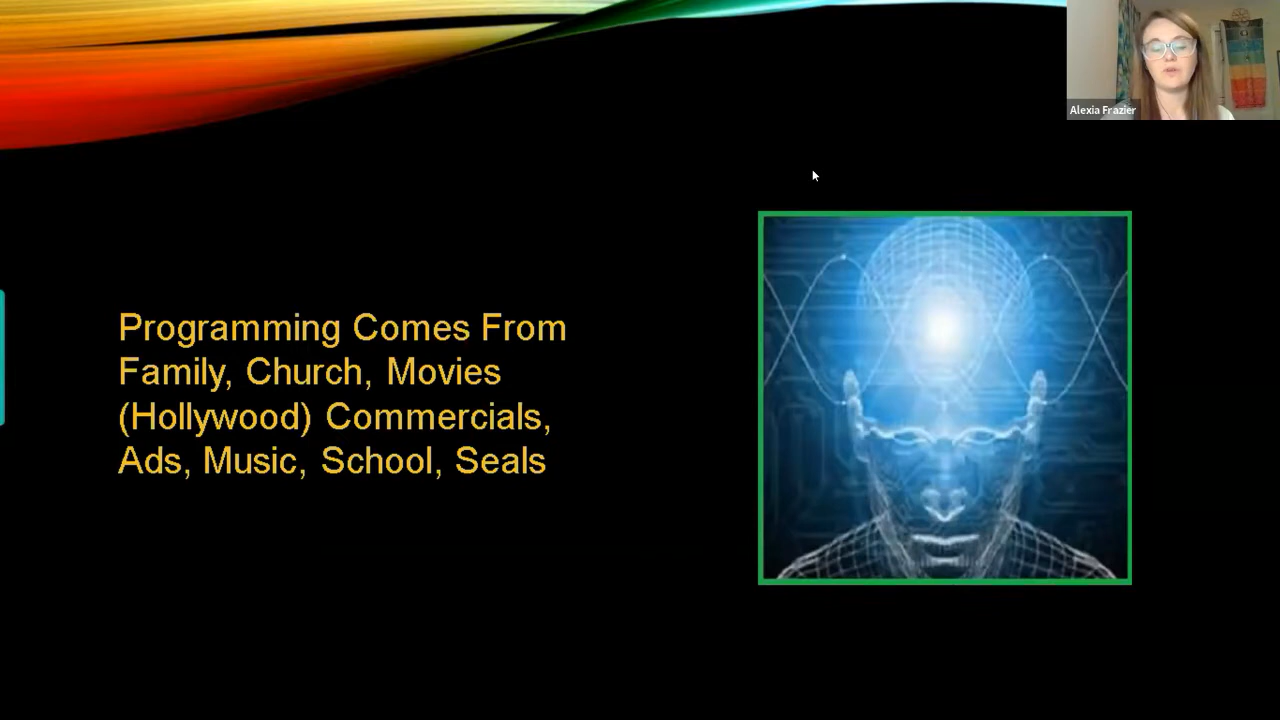 Alexia Frazier
Programming Comes From
Family, Church, Movies
(Hollywood) Commercials,
Ads, Music, School, Seals